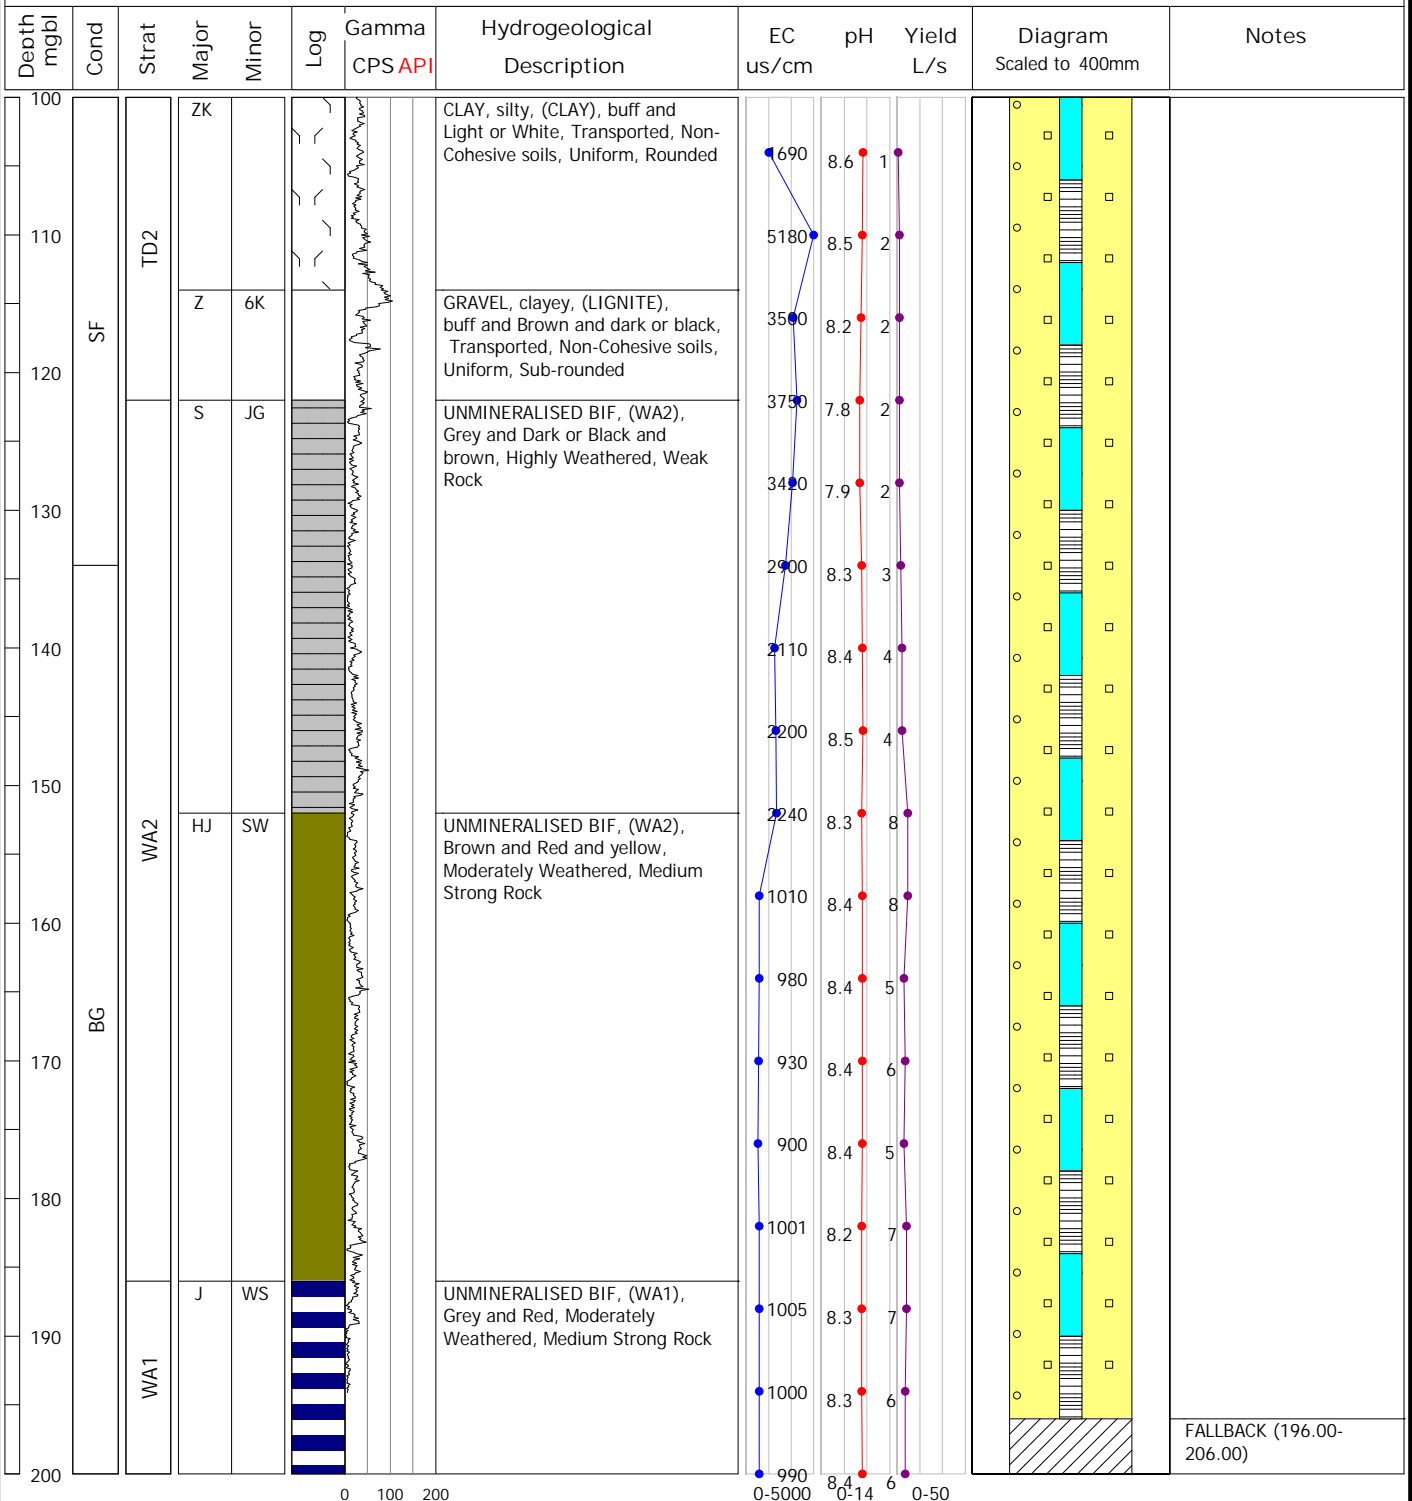 Depth mgbl
Cond
Strat
Major
Minor
Log
Gamma
CPS API
Hydrogeological
Description
EC
us/cm
pH
Yield
L/s
Diagram
Scaled to 400mm
Notes
100
110
120
130
140
150
160
170
180
190
200
SF
BG
TD2
WA2
WA1
ZK
CLAY, silty, (CLAY), buff and
Light or White, Transported, Non-
Cohesive soils, Uniform, Rounded
Z 6K
GRAVEL, clayey, (LIGNITE),
buff and Brown and dark or black,
Transported, Non-Cohesive soils,
Uniform, Sub-rounded
S JG
UNMINERALISED BIF, (WA2),
Grey and Dark or Black and
brown, Highly Weathered, Weak
Rock
HJ SW
UNMINERALISED BIF, (WA2),
Brown and Red and yellow,
Moderately Weathered, Medium
Strong Rock
J WS
UNMINERALISED BIF, (WA1),
Grey and Red, Moderately
Weathered, Medium Strong Rock
1690 8.6 1
5180 8.5 2
8.2 2
3750 7.8 2
3420 7.9 2
2900 8.3 3
2110 8.4 4
2200 8.5 4
2240 8.3 8
1010 8.4 8
980 8.4 5
930 8.4 6
900 8.4 5
1001 8.2 7
1005 8.3 7
1000 8.3 6
990 8.4 6
FALLBACK (196.00-
206.00)
0 100 200
0-5000 0-14 0-50